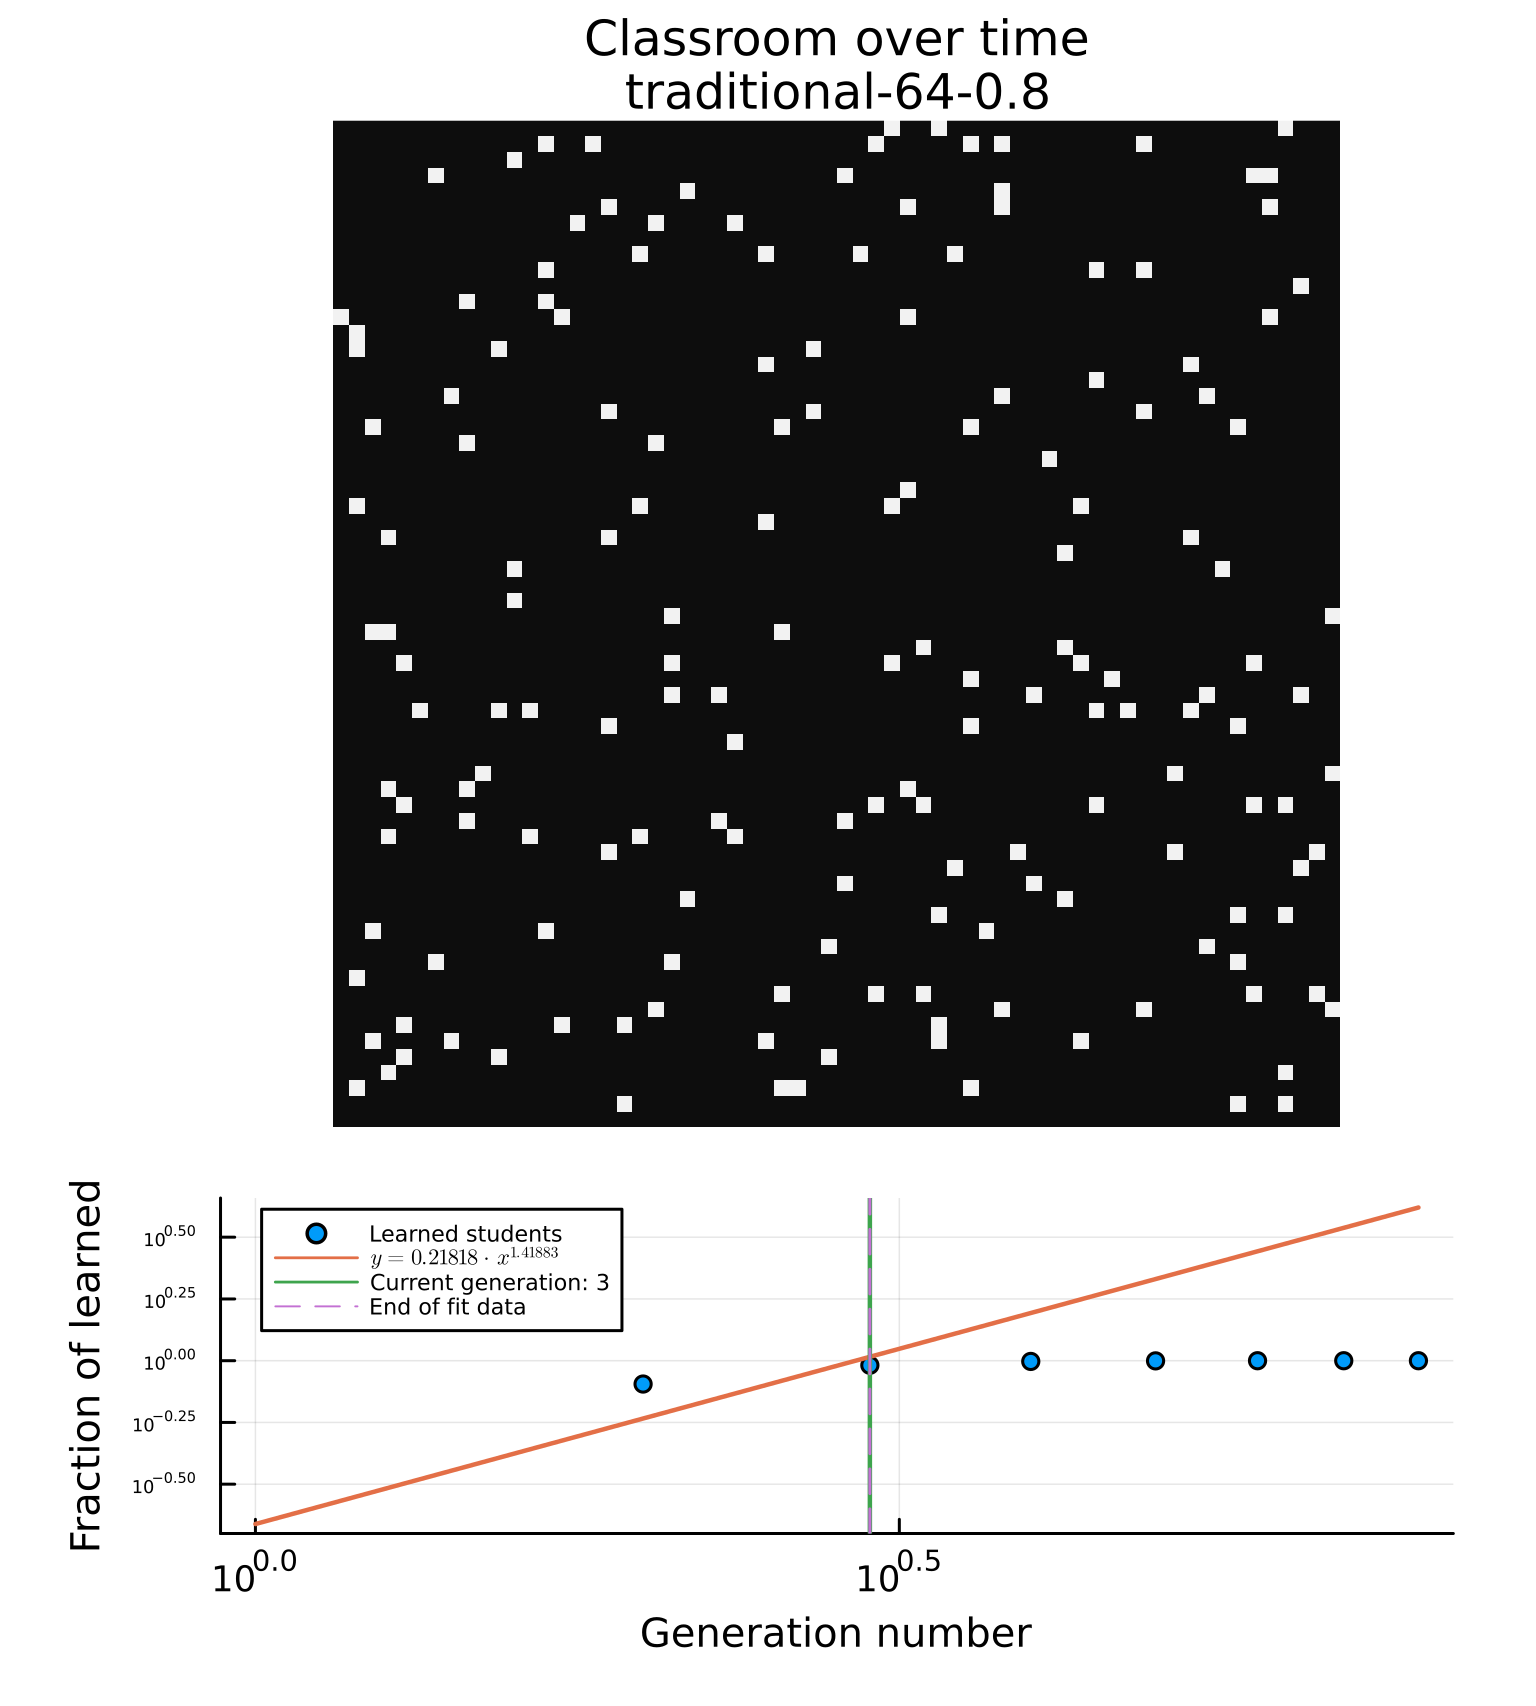 Classroom over time
traditional-64-0.8
Fraction of learned
10^0.50
10^0.25
10^0.00
10^−0.25
10^−0.50
Learned students
y = 0.21818 · x^1.41883
Current generation: 3
End of fit data
10^0.0
10^0.5
Generation number